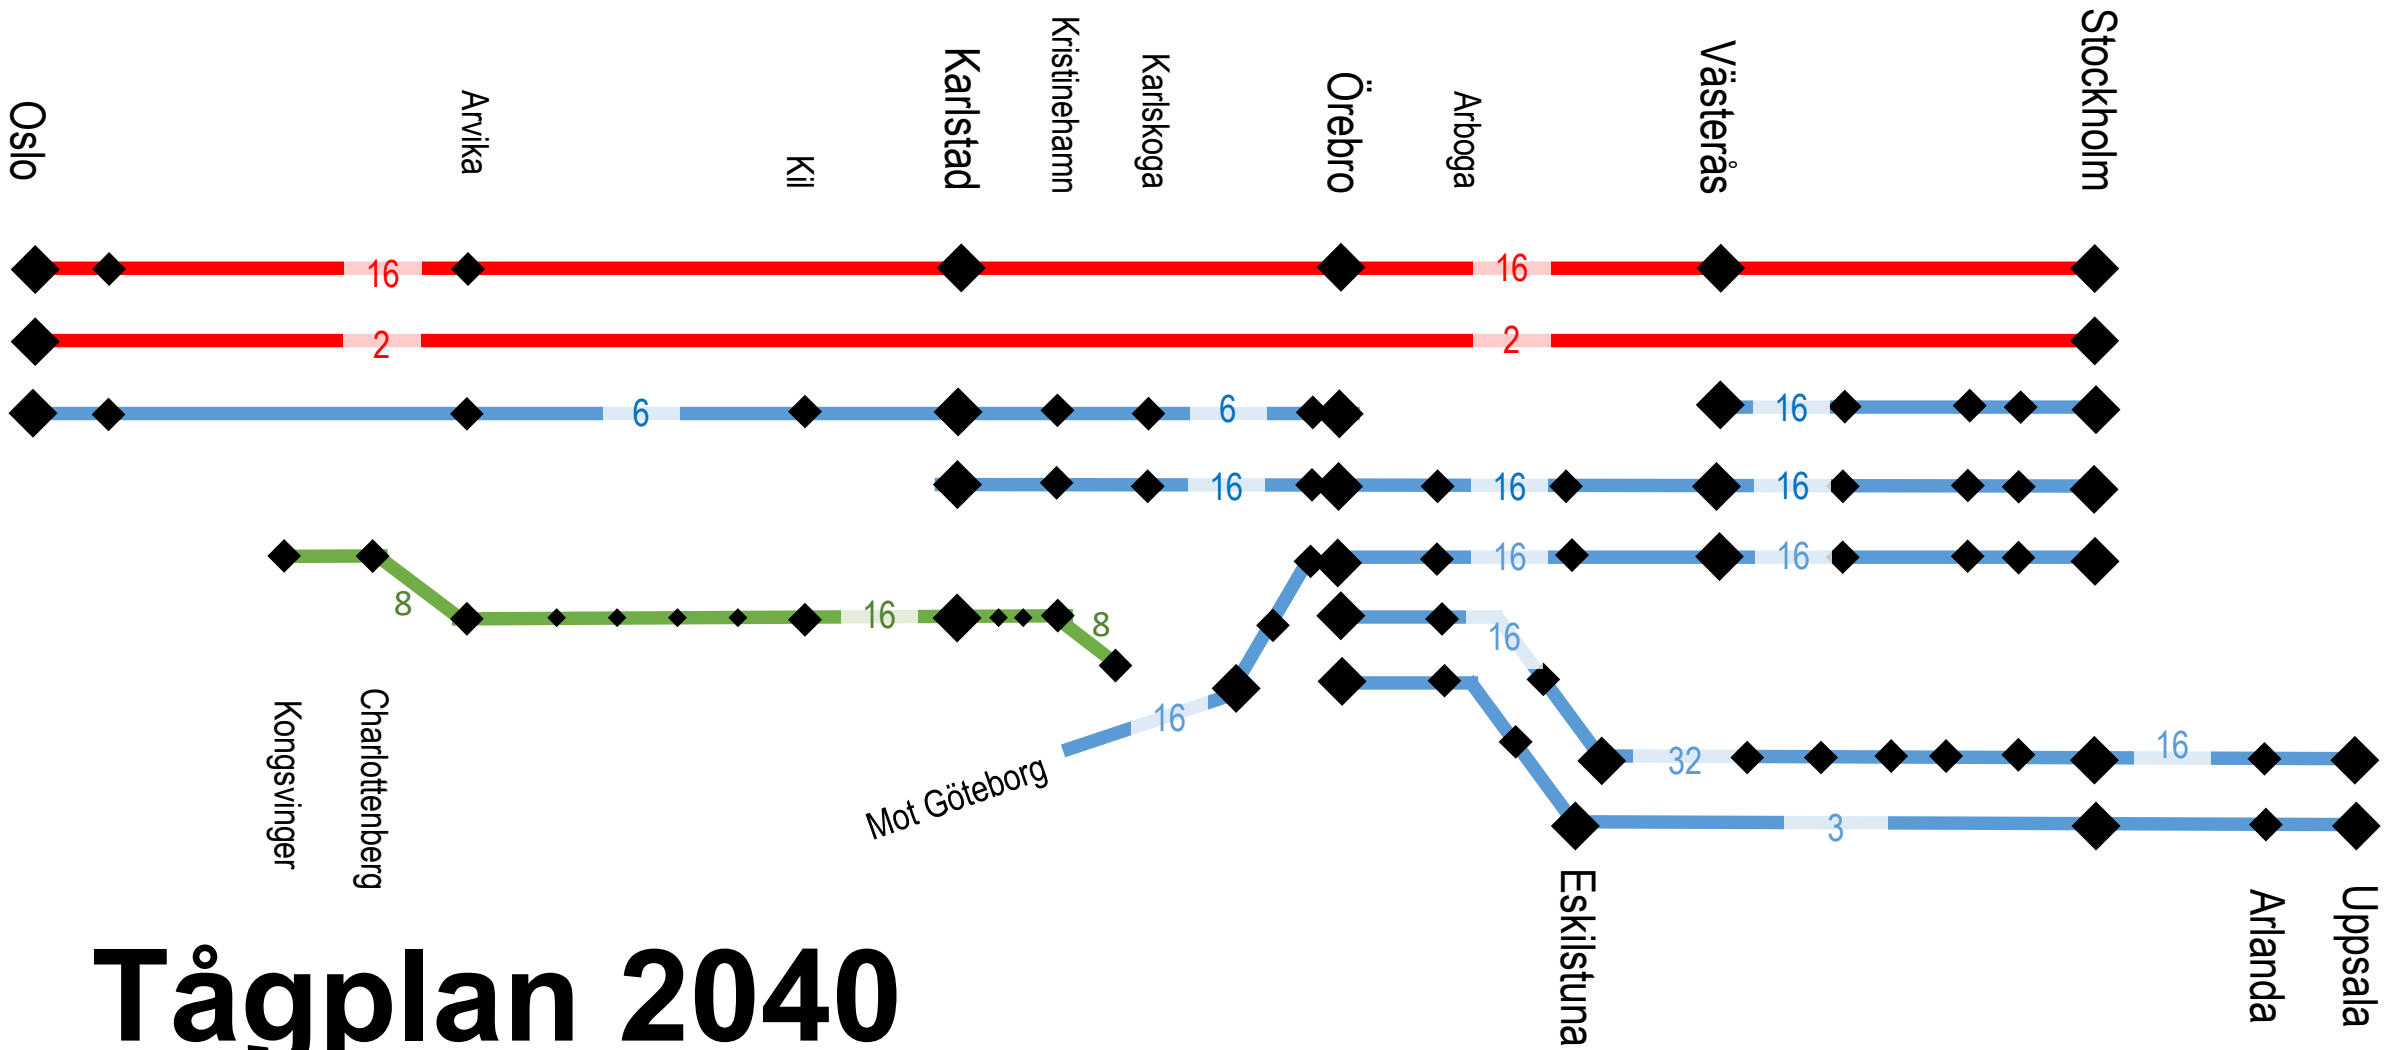 Oslo
Arvika
Kil
Karlstad
Kristinehamn
Karlskoga
Örebro
Arboga
Västerås
Stockholm
16
16
2
2
6
6
16
16
16
16
16
16
8
16
8
16
16
32
16
3
Mot Göteborg
Kongsvinger
Charlottenberg
Eskilstuna
Arlanda
Uppsala
Tågplan 2040